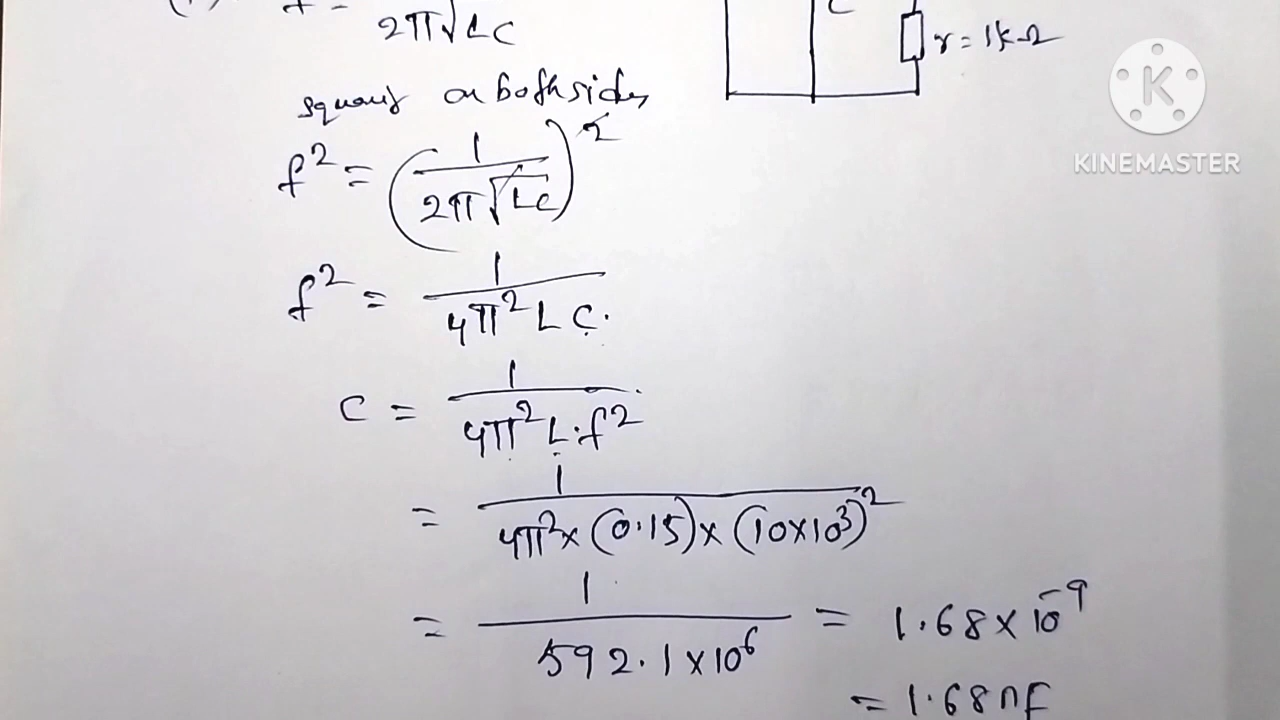 2π√LC
C
r = 1kΩ
on both sides
K
KINEMASTER
f² = (1/2π√LC)²
f² = 1/4π²LC.
C = 1/4π²L.f²
= 1/4π²×(0.15)×(10×10³)²
= 1/592.1×10⁶ = 1.68×10⁻⁹
= 1.68nF